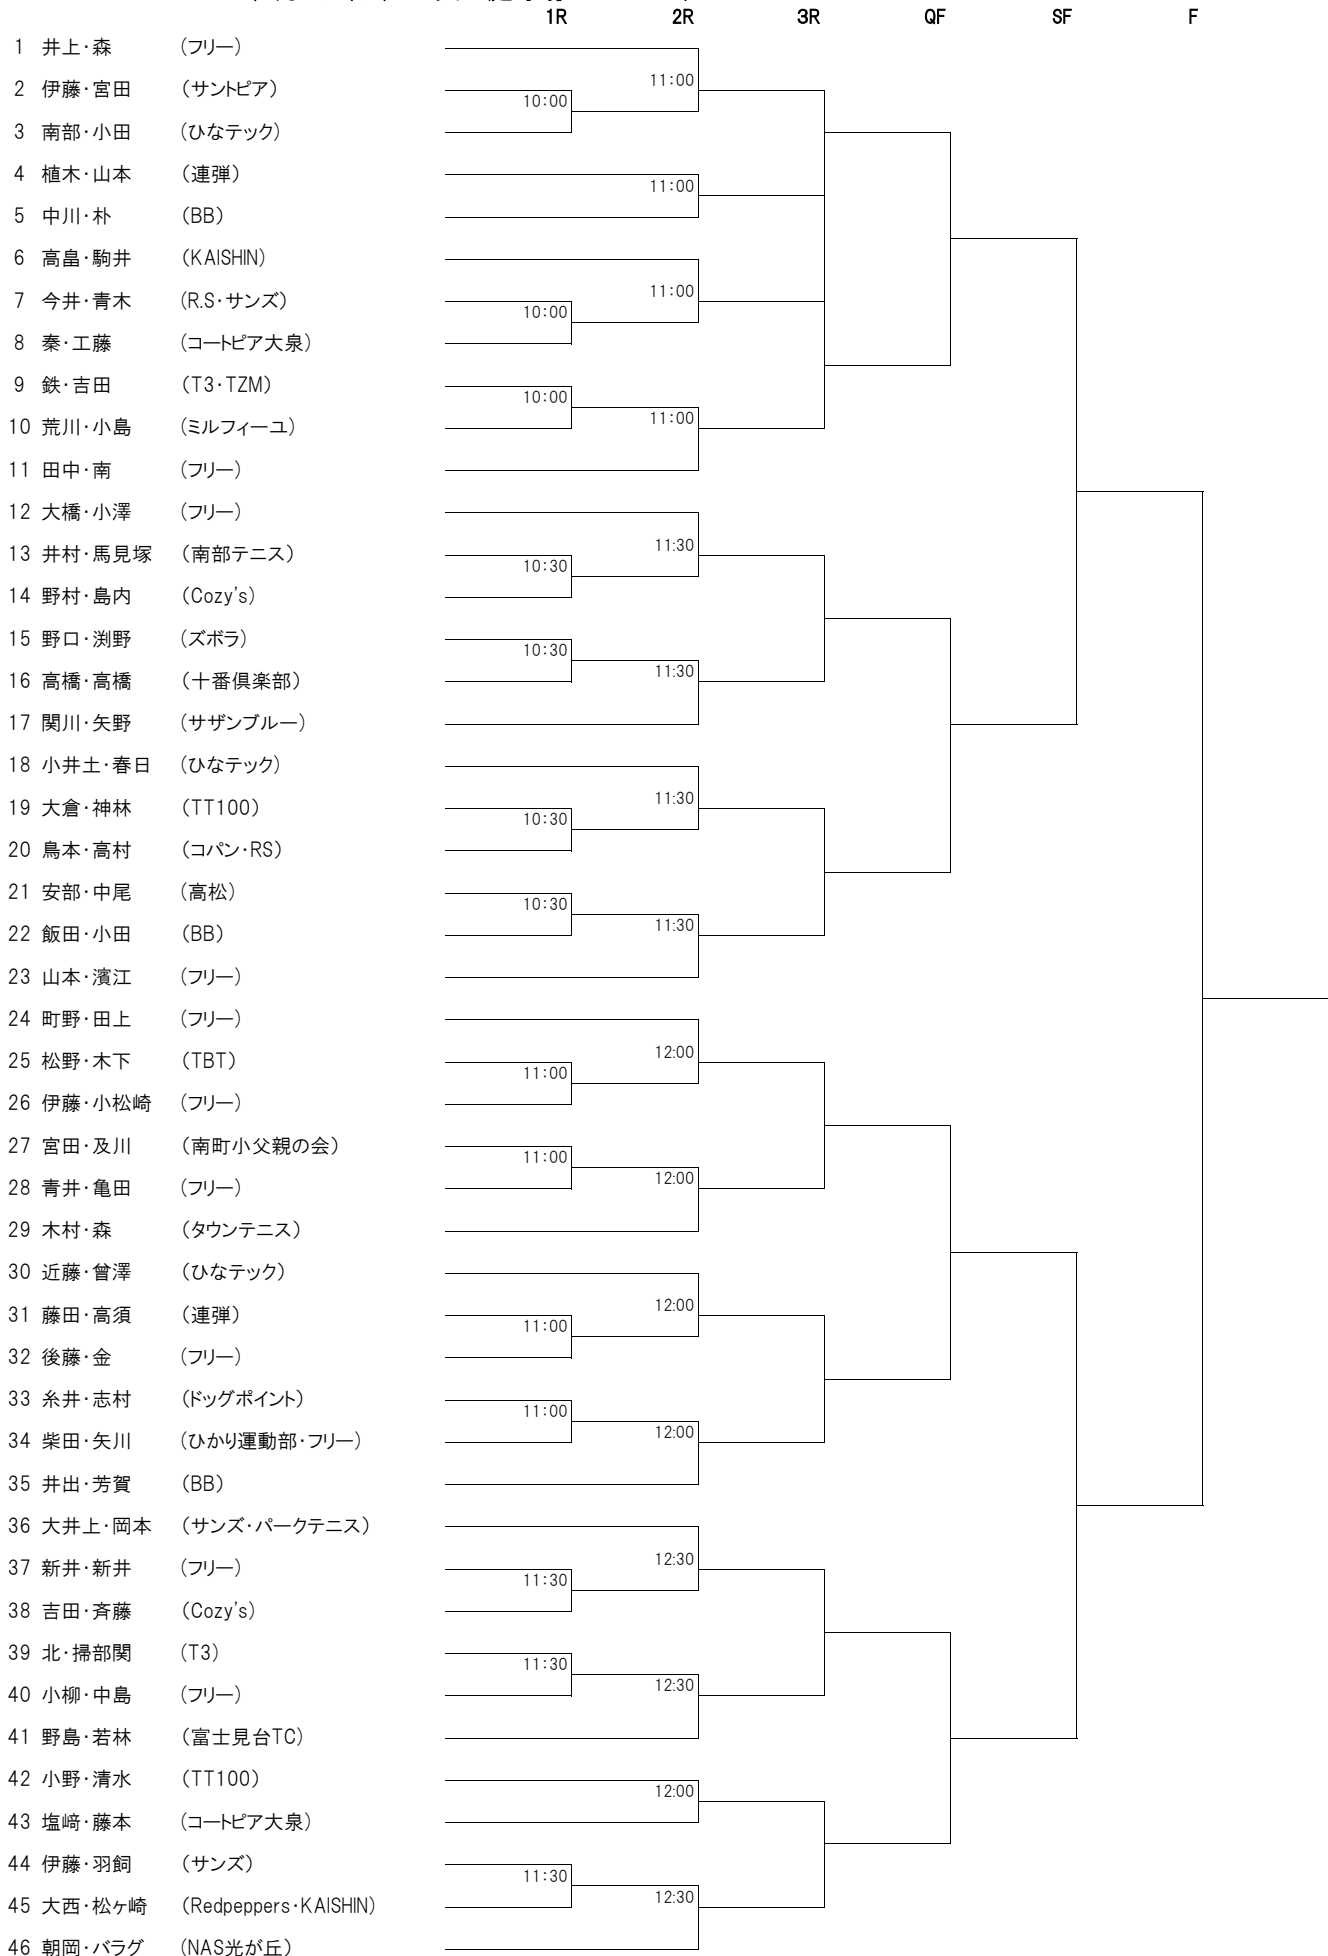 1R 2R 3R QF SF F
1 井上・森 (フリー)
11:00
2 伊藤・宮田 (サントピア)
10:00
3 南部・小田 (ひなテック)
4 植木・山本 (連弾)
11:00
5 中川・朴 (BB)
6 高畠・駒井 (KAISHIN)
11:00
7 今井・青木 (R.S・サンズ)
10:00
8 秦・工藤 (コートピア大泉)
9 鉄・吉田 (T3・TZM)
10:00
11:00
10 荒川・小島 (ミルフィーユ)
11 田中・南 (フリー)
12 大橋・小澤 (フリー)
11:30
13 井村・馬見塚 (南部テニス)
10:30
14 野村・島内 (Cozy's)
15 野口・渕野 (ズボラ)
10:30
11:30
16 高橋・高橋 (十番倶楽部)
17 関川・矢野 (サザンブルー)
18 小井土・春日 (ひなテック)
11:30
19 大倉・神林 (TT100)
10:30
20 鳥本・高村 (コパン・RS)
21 安部・中尾 (高松)
10:30
11:30
22 飯田・小田 (BB)
23 山本・濱江 (フリー)
24 町野・田上 (フリー)
12:00
25 松野・木下 (TBT)
11:00
26 伊藤・小松崎 (フリー)
27 宮田・及川 (南町小父親の会)
11:00
12:00
28 青井・亀田 (フリー)
29 木村・森 (タウンテニス)
30 近藤・曾澤 (ひなテック)
12:00
31 藤田・高須 (連弾)
11:00
32 後藤・金 (フリー)
33 糸井・志村 (ドッグポイント)
11:00
12:00
34 柴田・矢川 (ひかり運動部・フリー)
35 井出・芳賀 (BB)
36 大井上・岡本 (サンズ・パークテニス)
12:30
37 新井・新井 (フリー)
11:30
38 吉田・斉藤 (Cozy's)
39 北・掃部関 (T3)
11:30
12:30
40 小柳・中島 (フリー)
41 野島・若林 (富士見台TC)
42 小野・清水 (TT100)
12:00
43 塩﨑・藤本 (コートピア大泉)
44 伊藤・羽飼 (サンズ)
11:30
12:30
45 大西・松ヶ崎 (Redpeppers・KAISHIN)
46 朝岡・バラグ (NAS光が丘)